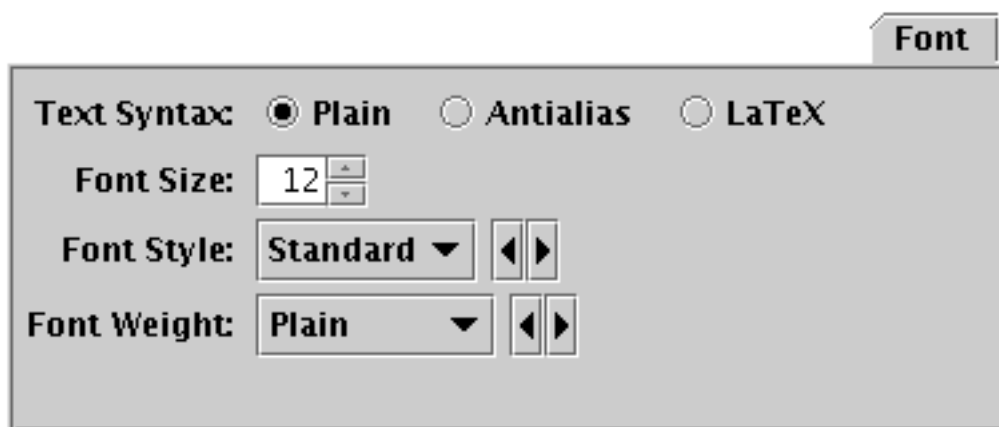 Font
Text Syntax: Plain Antialias LaTeX
Font Size: 12
Font Style: Standard
Font Weight: Plain